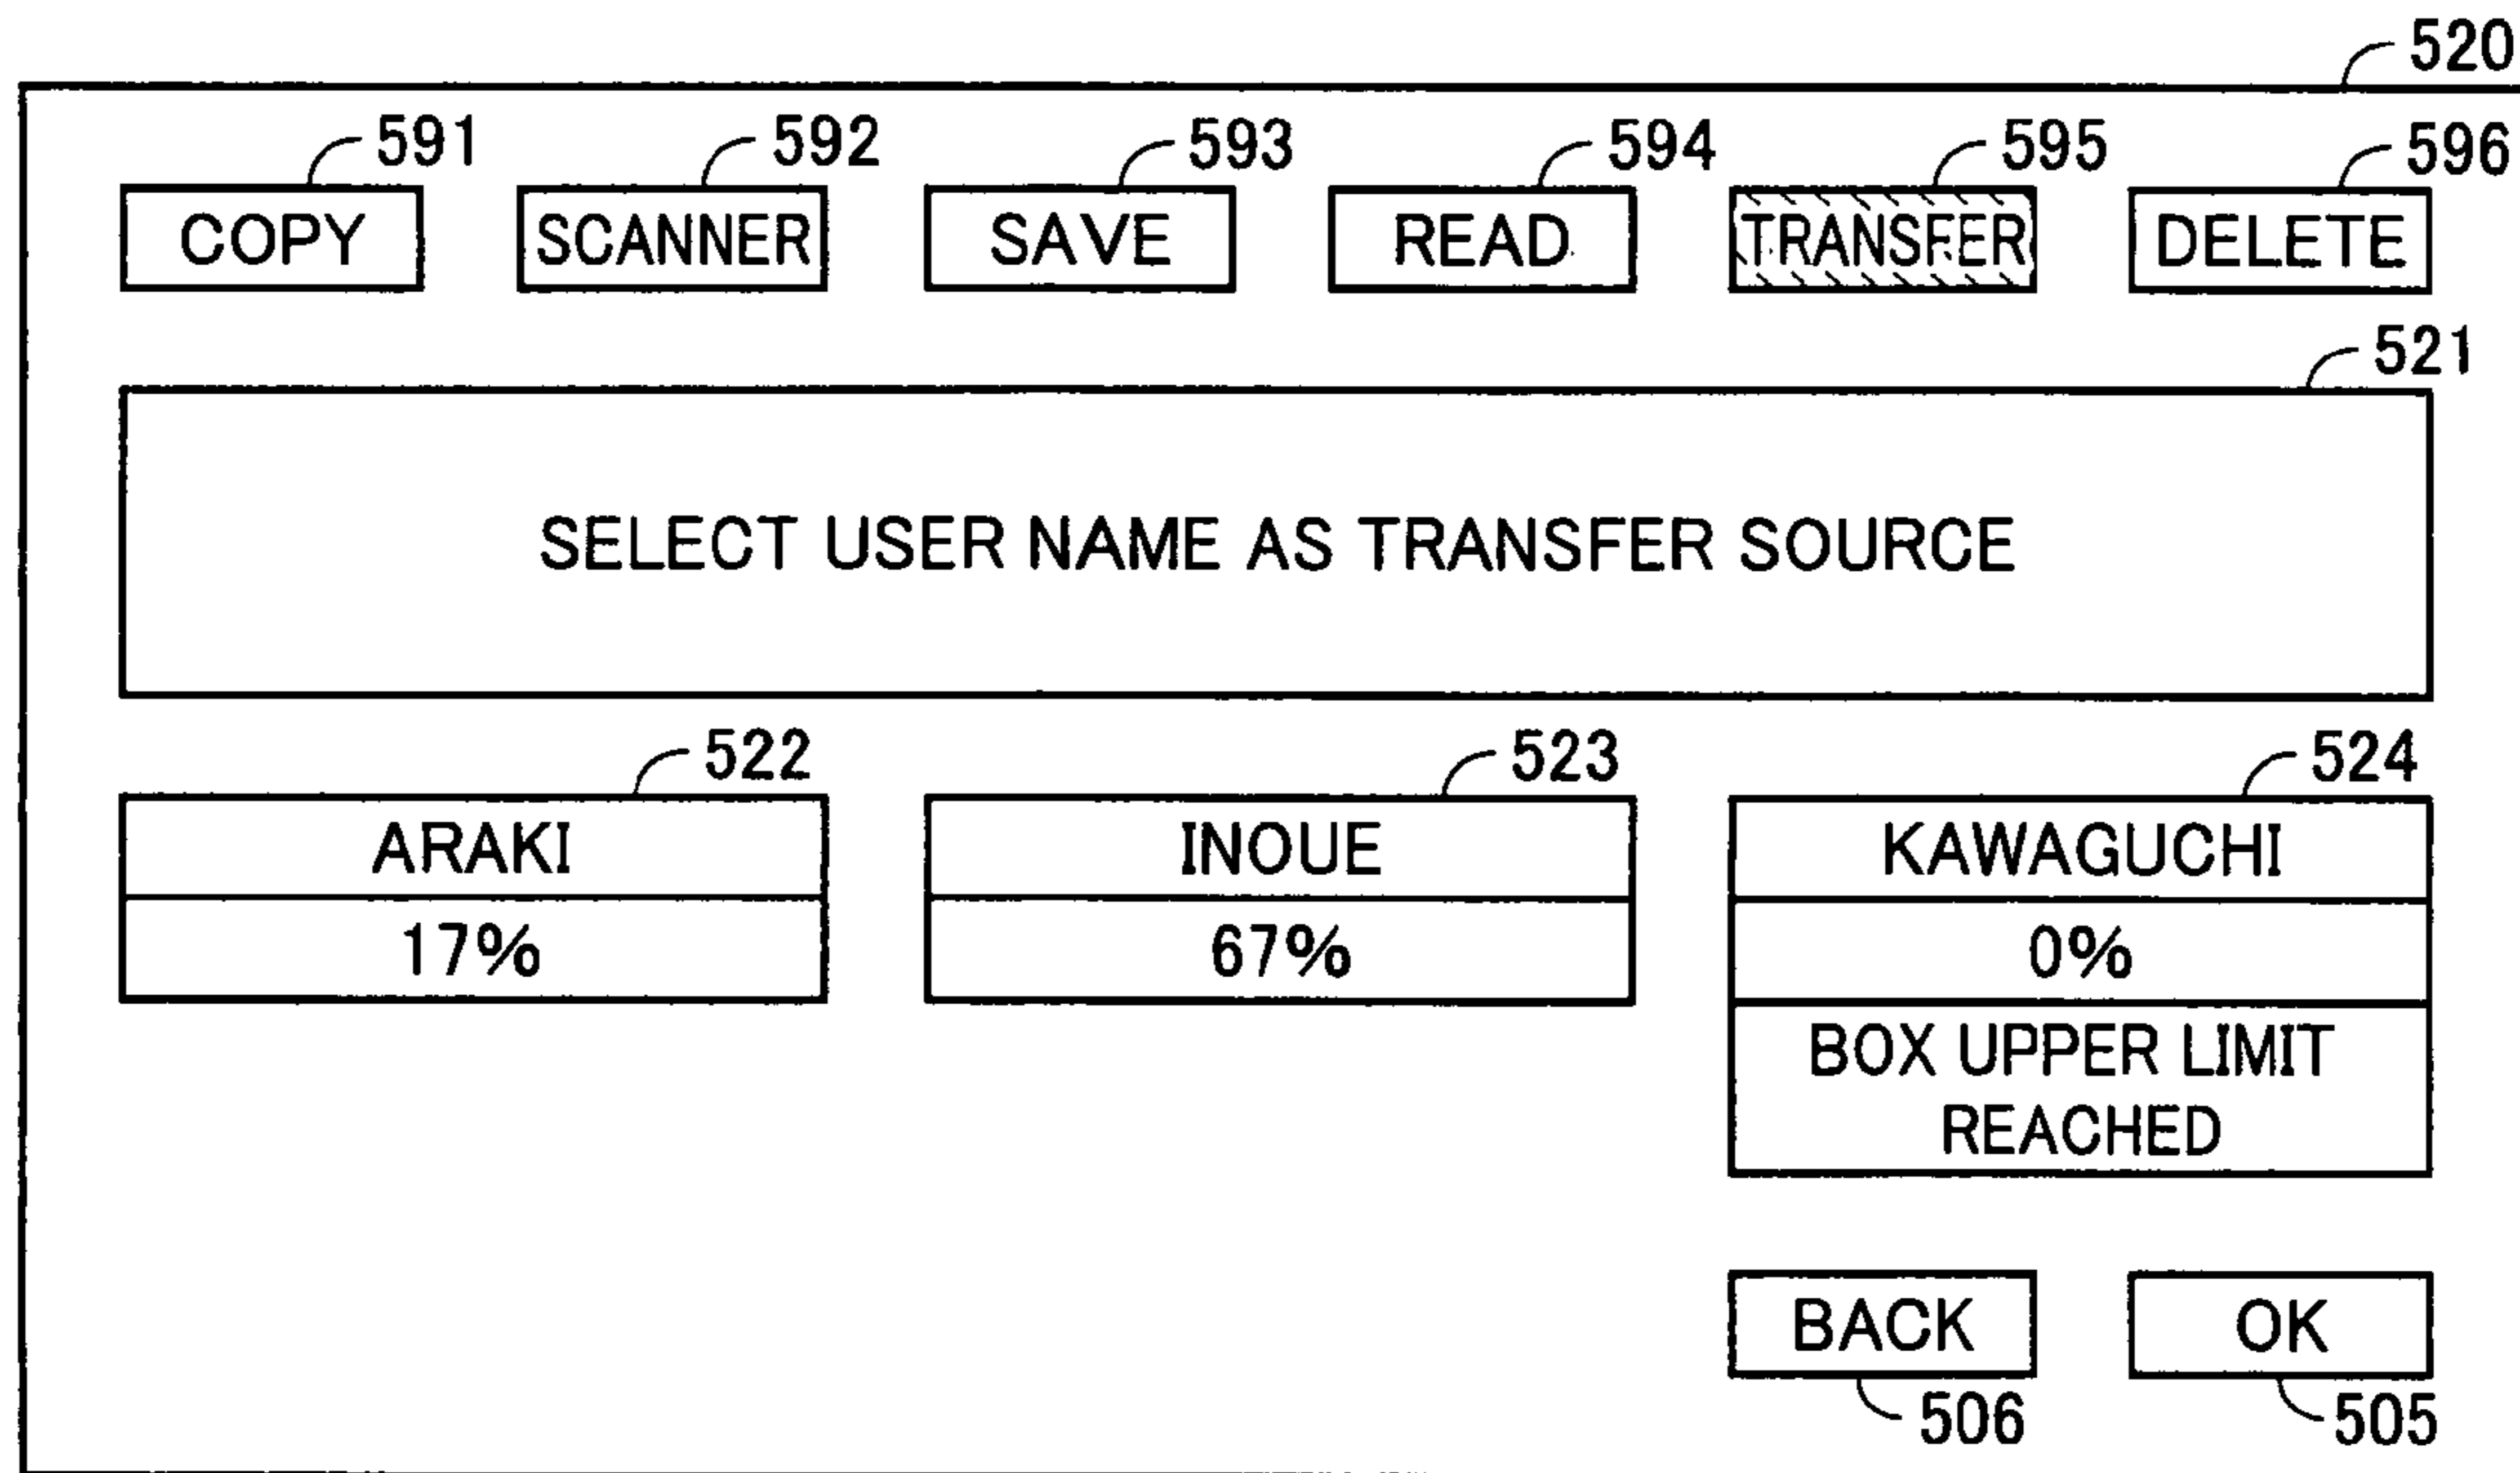 520
591 592 593 594 595 596
COPY SCANNER SAVE READ TRANSFER DELETE
521
SELECT USER NAME AS TRANSFER SOURCE
522 523 524
ARAKI INOUE KAWAGUCHI
17% 67% 0%
BOX UPPER LIMIT
REACHED
BACK OK
506 505